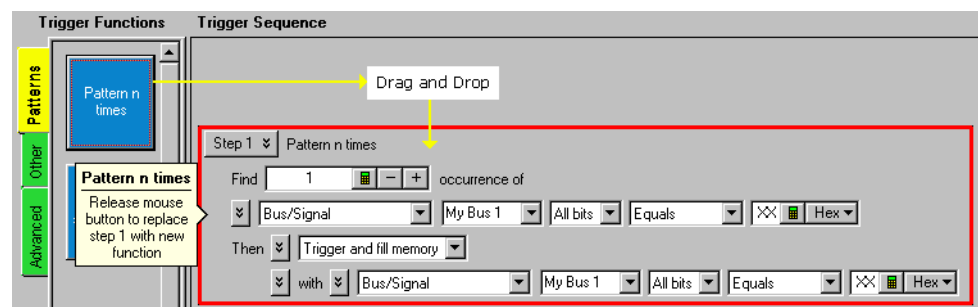 Trigger Functions
Trigger Sequence
Patterns
Other
Advanced
Pattern n
times
Drag and Drop
Pattern n times
Release mouse
button to replace
step 1 with new
function
Step 1 Pattern n times
Find 1 - + occurrence of
Bus/Signal My Bus 1 All bits Equals XX Hex
Then Trigger and fill memory
with Bus/Signal My Bus 1 All bits Equals XX Hex